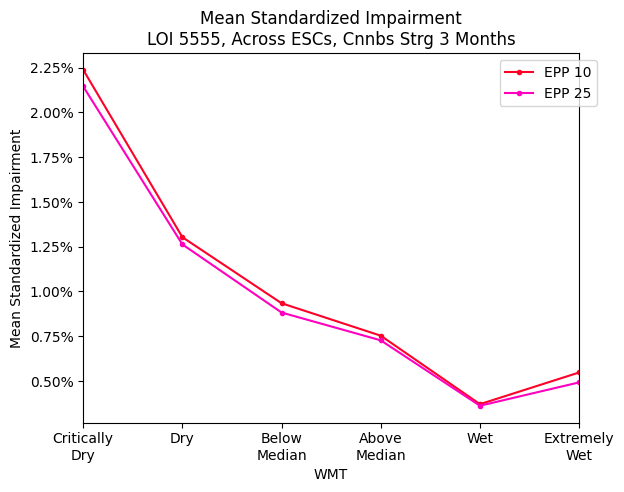 Mean Standardized Impairment
LOI 5555, Across ESCs, Cnnbs Strg 3 Months
EPP 10
EPP 25
Mean Standardized Impairment
2.25%
2.00%
1.75%
1.50%
1.25%
1.00%
0.75%
0.50%
Critically
Dry
Dry
Below
Median
Above
Median
Wet
Extremely
Wet
WMT